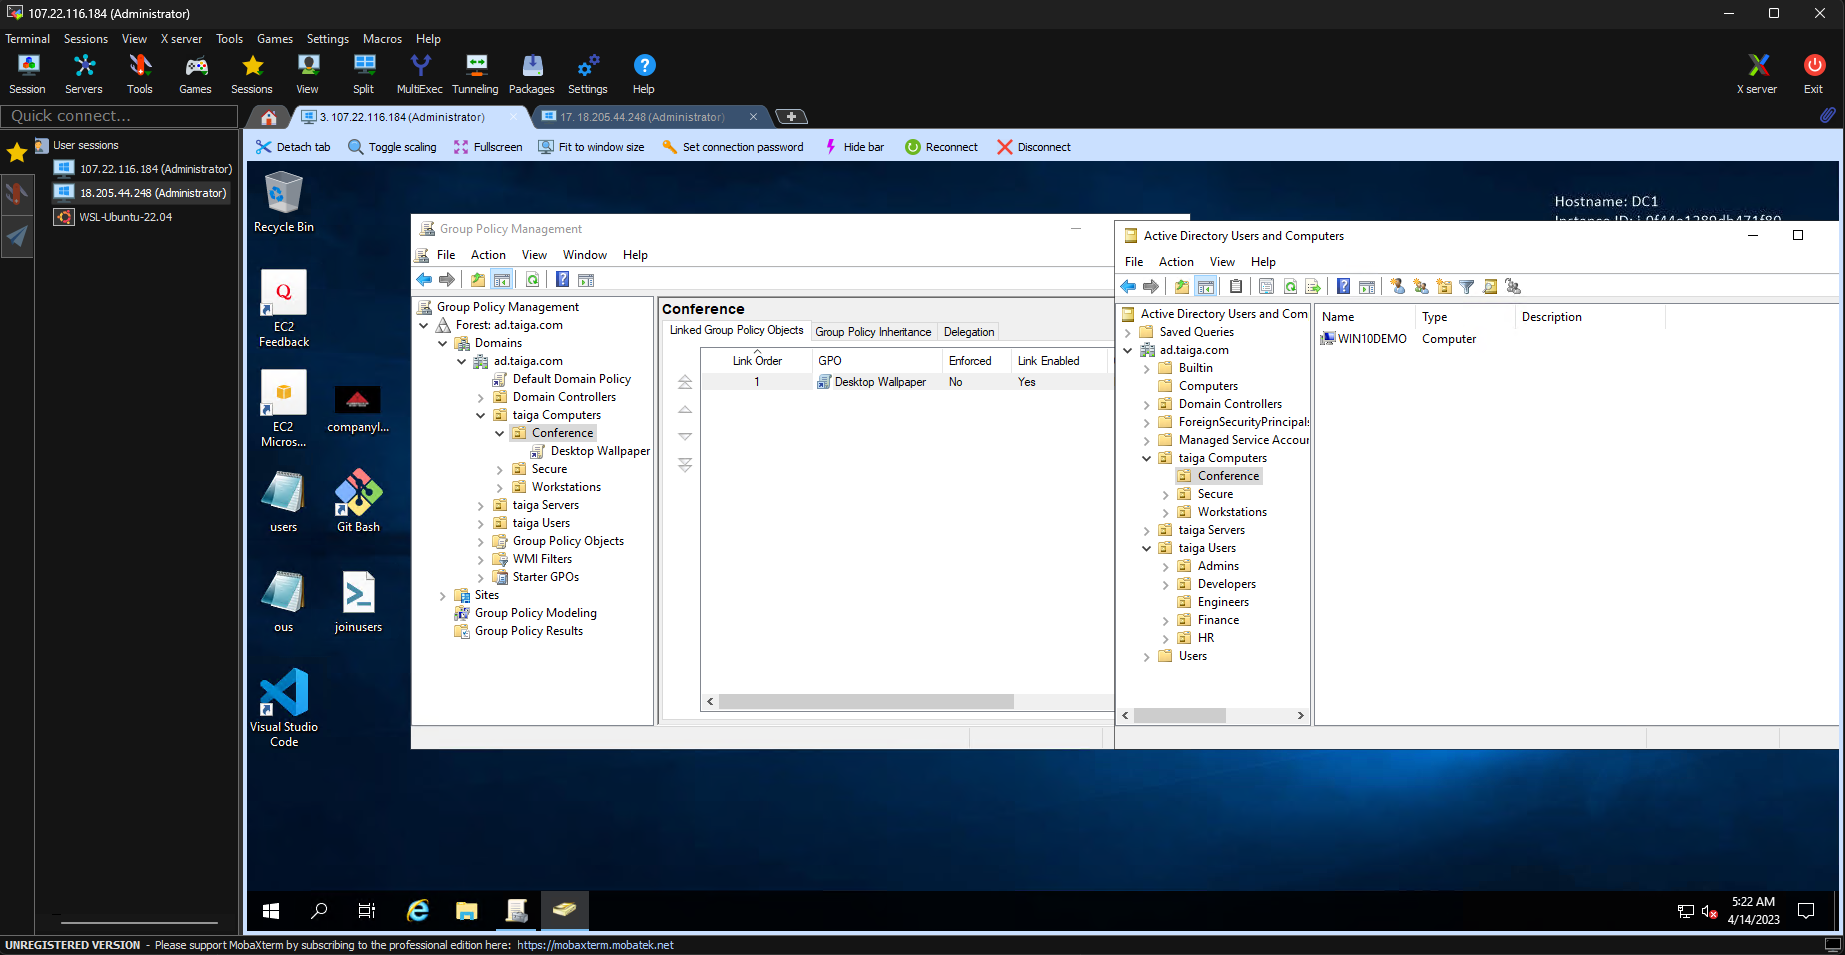 107.22.116.184 (Administrator)
Terminal Sessions View X server Tools Games Settings Macros Help
Session Servers Tools Games Sessions View Split MultiExec Tunneling Packages Settings Help X server Exit
Quick connect...
3. 107.22.116.184 (Administrator)
17. 18.205.44.248 (Administrator)
User sessions
107.22.116.184 (Administrator)
18.205.44.248 (Administrator)
WSL-Ubuntu-22.04
Detach tab Toggle scaling Fullscreen Fit to window size Set connection password Hide bar Reconnect Disconnect
Hostname: DC1
Recycle Bin
EC2
Feedback
EC2
Micros...
companyl...
users
Git Bash
ous
joinusers
Visual Studio
Code
Group Policy Management
File Action View Window Help
Group Policy Management
Forest: ad.taiga.com
Domains
ad.taiga.com
Default Domain Policy
Domain Controllers
taiga Computers
Conference
Desktop Wallpaper
Secure
Workstations
taiga Servers
taiga Users
Group Policy Objects
WMI Filters
Starter GPOs
Sites
Group Policy Modeling
Group Policy Results
Conference
Linked Group Policy Objects Group Policy Inheritance Delegation
Link Order GPO Enforced Link Enabled
1 Desktop Wallpaper No Yes
Active Directory Users and Computers
File Action View Help
Active Directory Users and Com
Saved Queries
ad.taiga.com
Builtin
Computers
Domain Controllers
ForeignSecurityPrincipals
Managed Service Accour
taiga Computers
Conference
Secure
Workstations
taiga Servers
taiga Users
Admins
Developers
Engineers
Finance
HR
Users
Name Type Description
WIN10DEMO Computer
5:22 AM
4/14/2023
UNREGISTERED VERSION - Please support MobaXterm by subscribing to the professional edition here: https://mobaxterm.mobatek.net